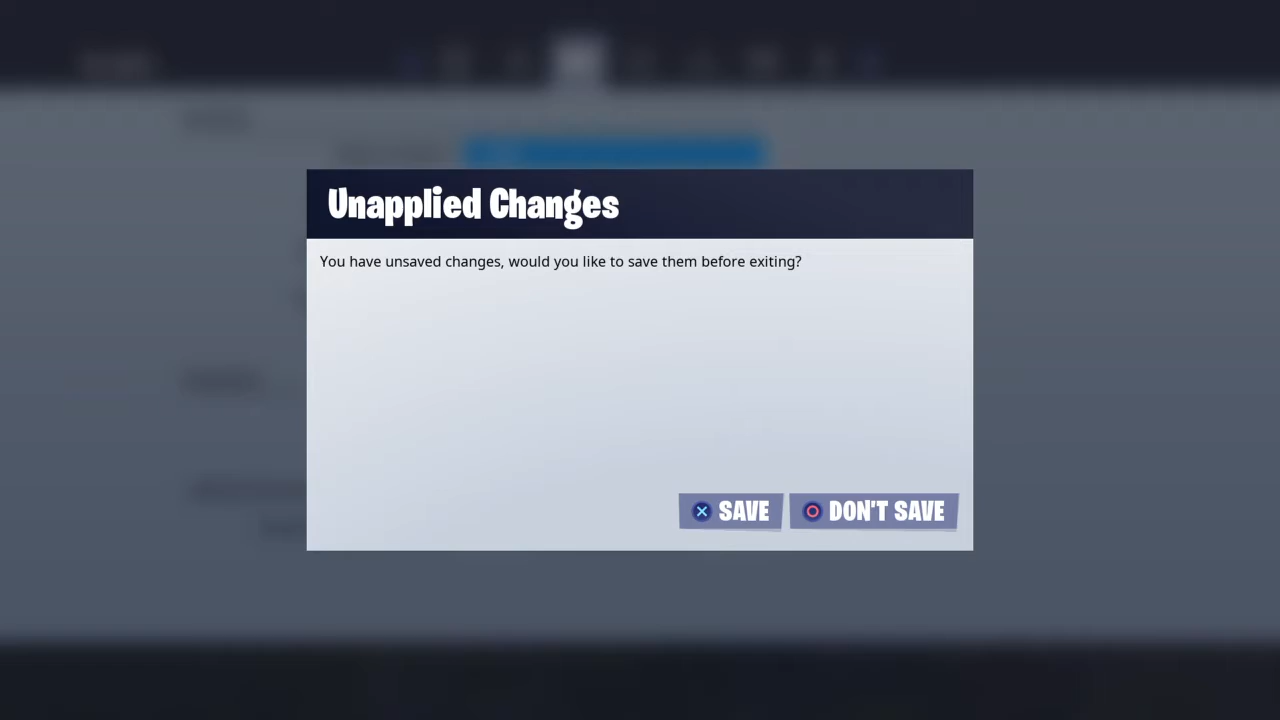 Unapplied Changes
You have unsaved changes, would you like to save them before exiting?
SAVE DON'T SAVE